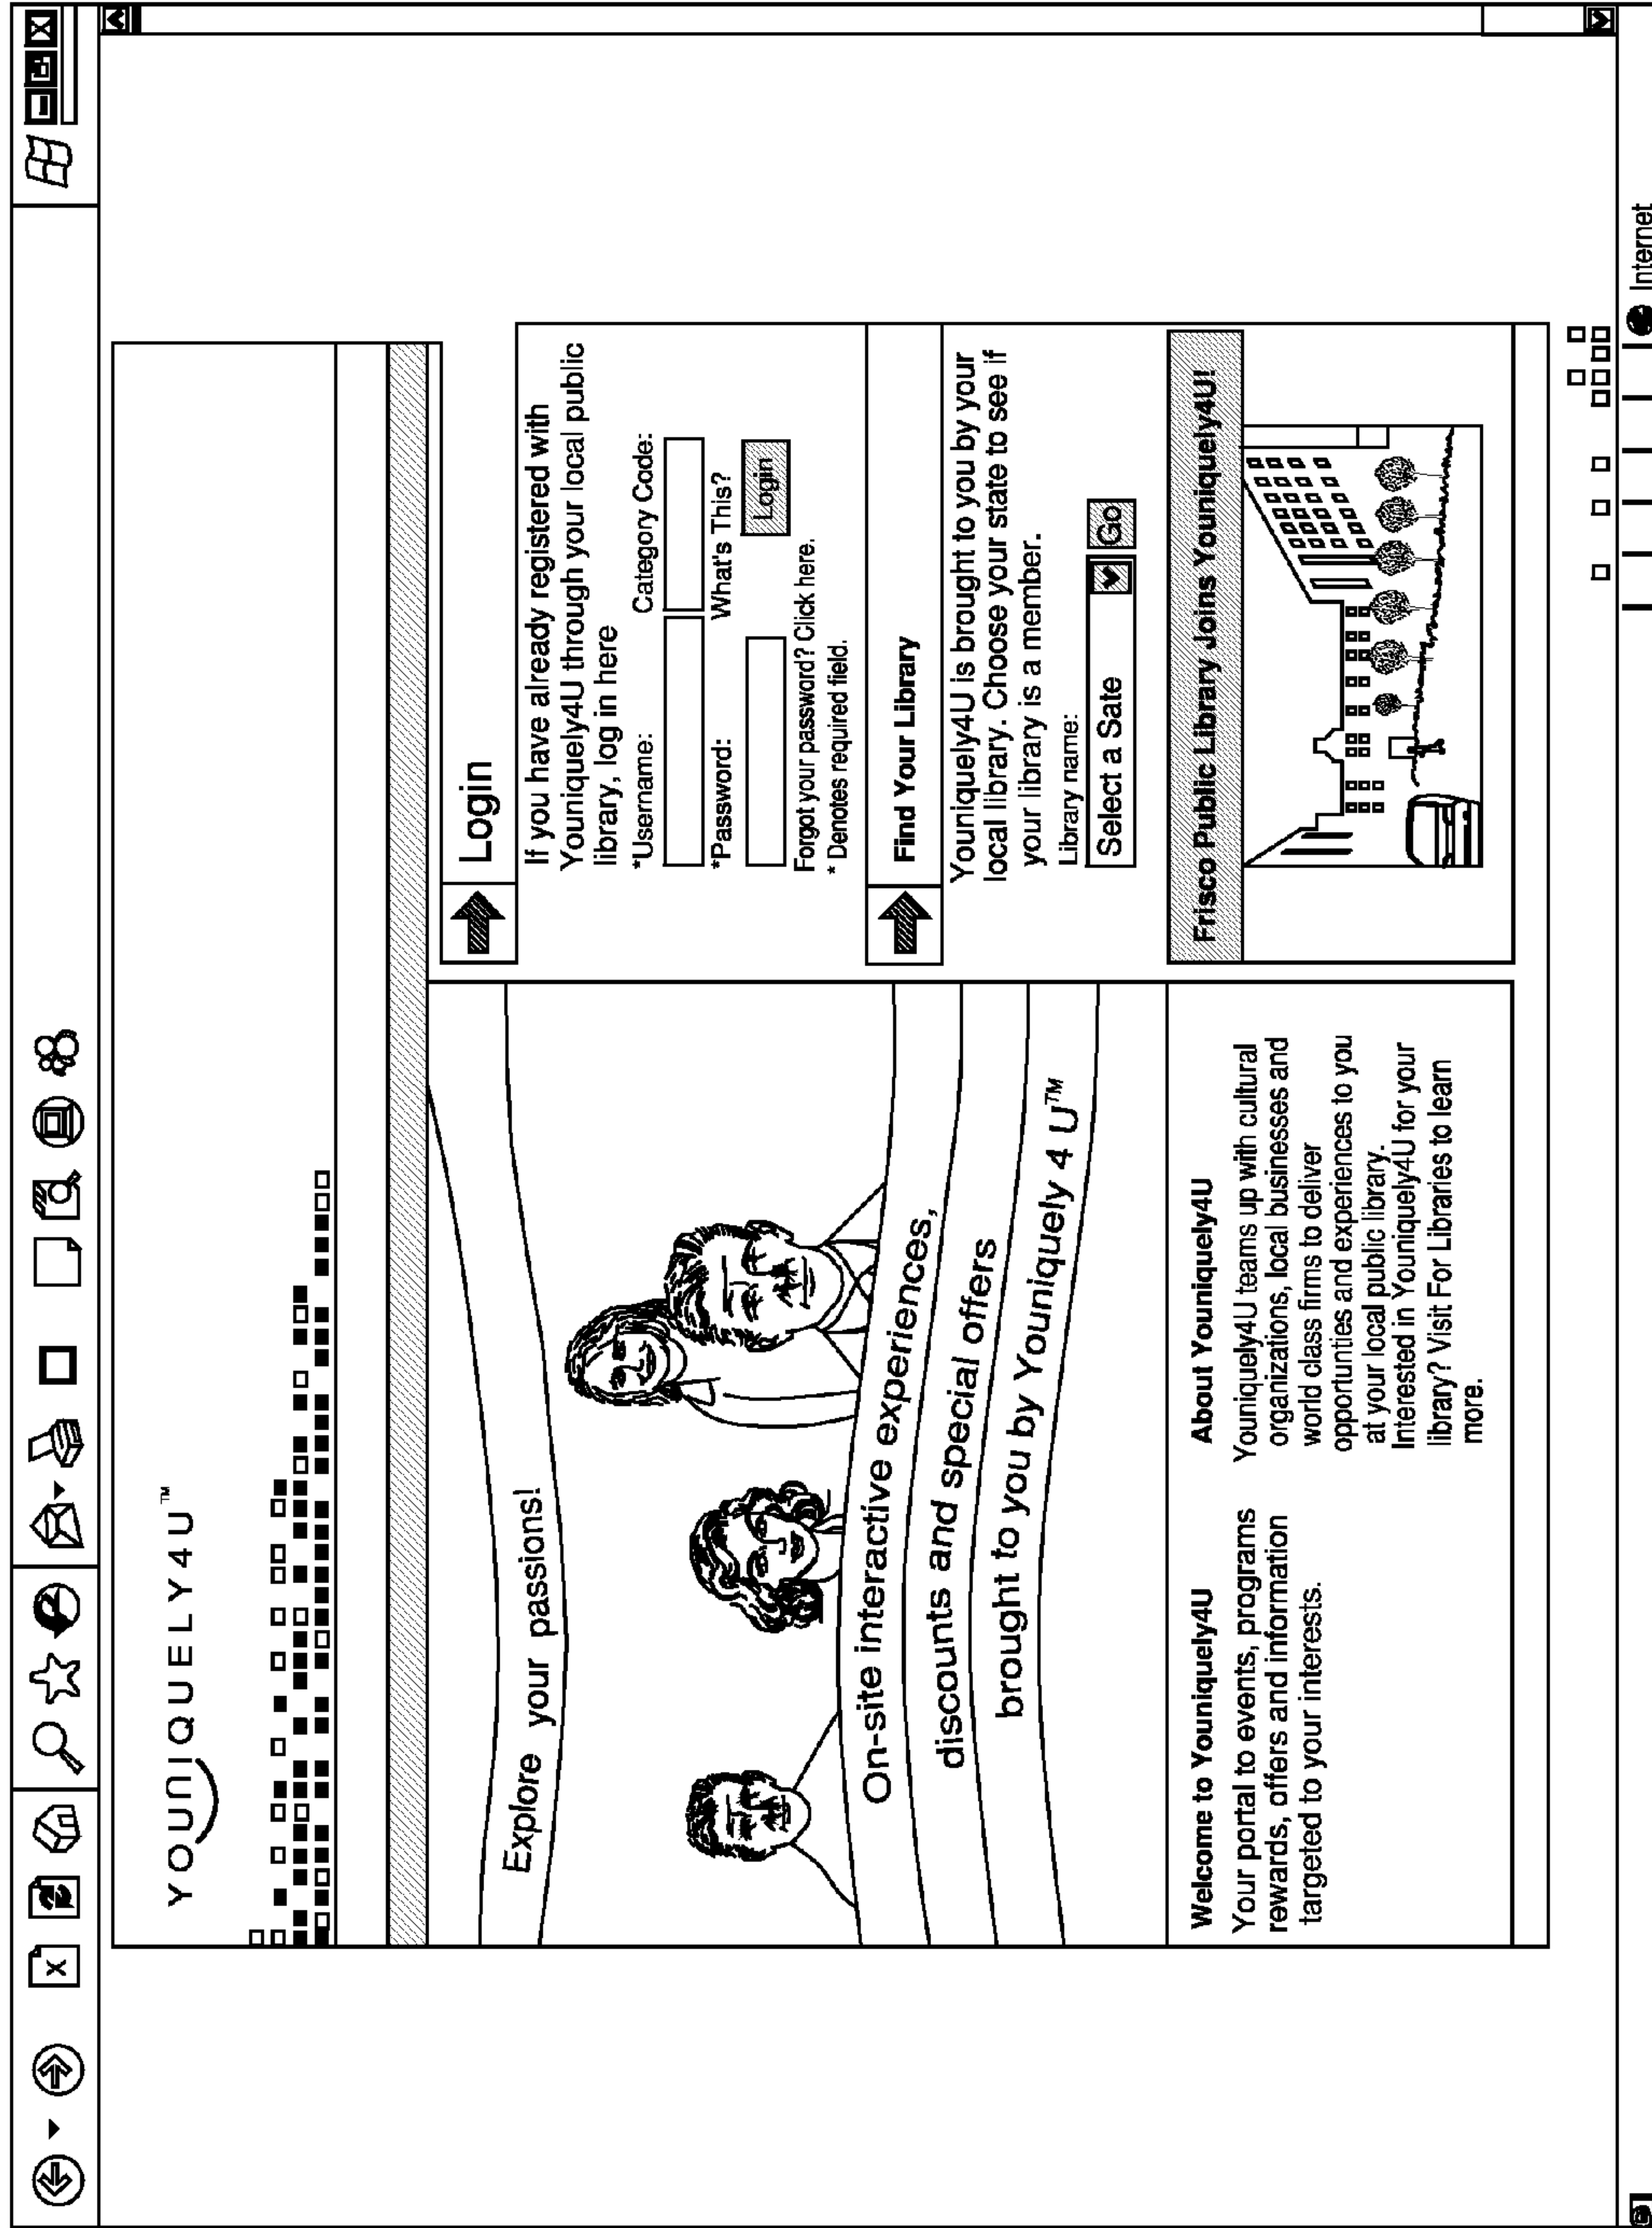 YOUNIQUELY4U™
Explore your passions!
On-site interactive experiences,
discounts and special offers
brought to you by Youniquely 4 U™
Welcome to Youniquely4U
Your portal to events, programs
rewards, offers and information
targeted to your interests.
About Youniquely4U
Youniquely4U teams up with cultural
organizations, local businesses and
world class firms to deliver
opportunties and experiences to you
at your local public library.
Interested in Youniquely4U for your
library? Visit For Libraries to learn
more.
Login
If you have already registered with
Youniquely4U through your local public
library, log in here
*Username: Category Code:
*Password: What's This?
Login
Forgot your password? Click here.
* Denotes required field.
Find Your Library
Youniquely4U is brought to you by your
local library. Choose your state to see if
your library is a member.
Library name:
Select a Sate Go
Frisco Public Library Joins Youniquely4U!
Internet